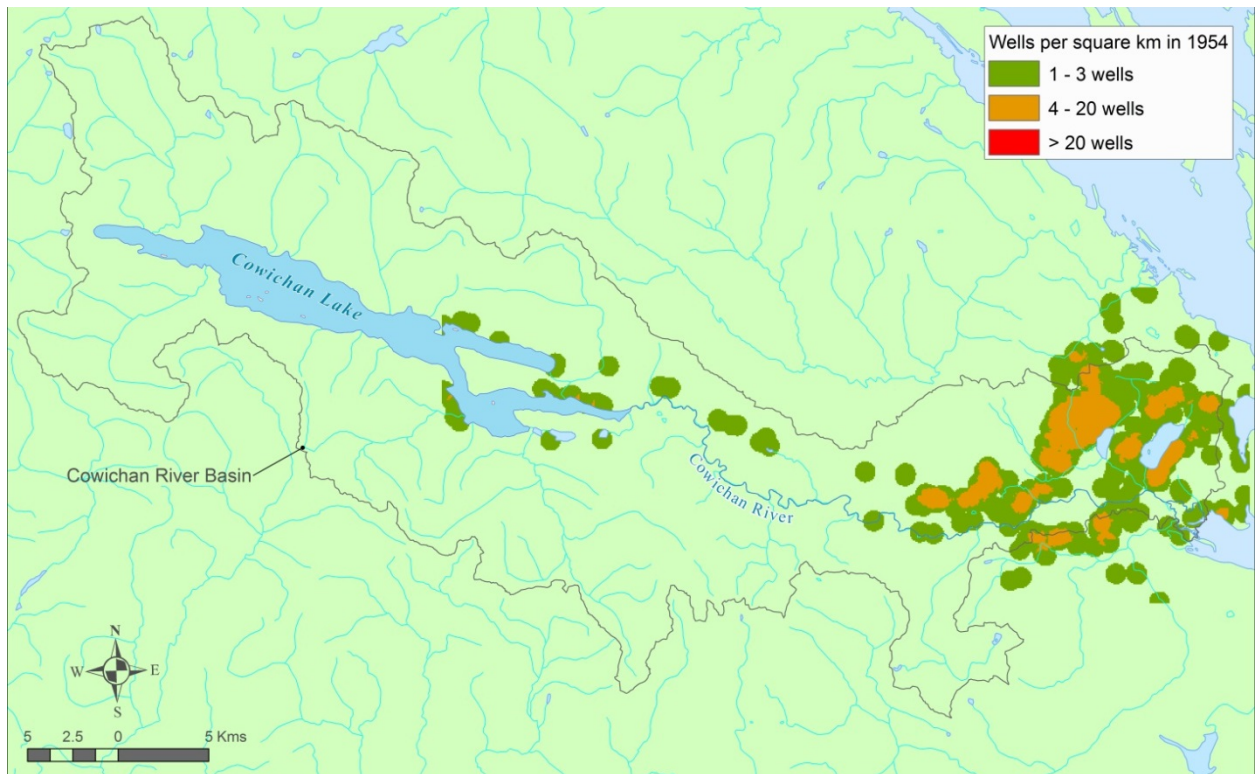 Wells per square km in 1954
1 - 3 wells
4 - 20 wells
> 20 wells
Cowichan Lake
Cowichan River Basin
Cowichan River
N
W E
S
5 2.5 0 5 Kms